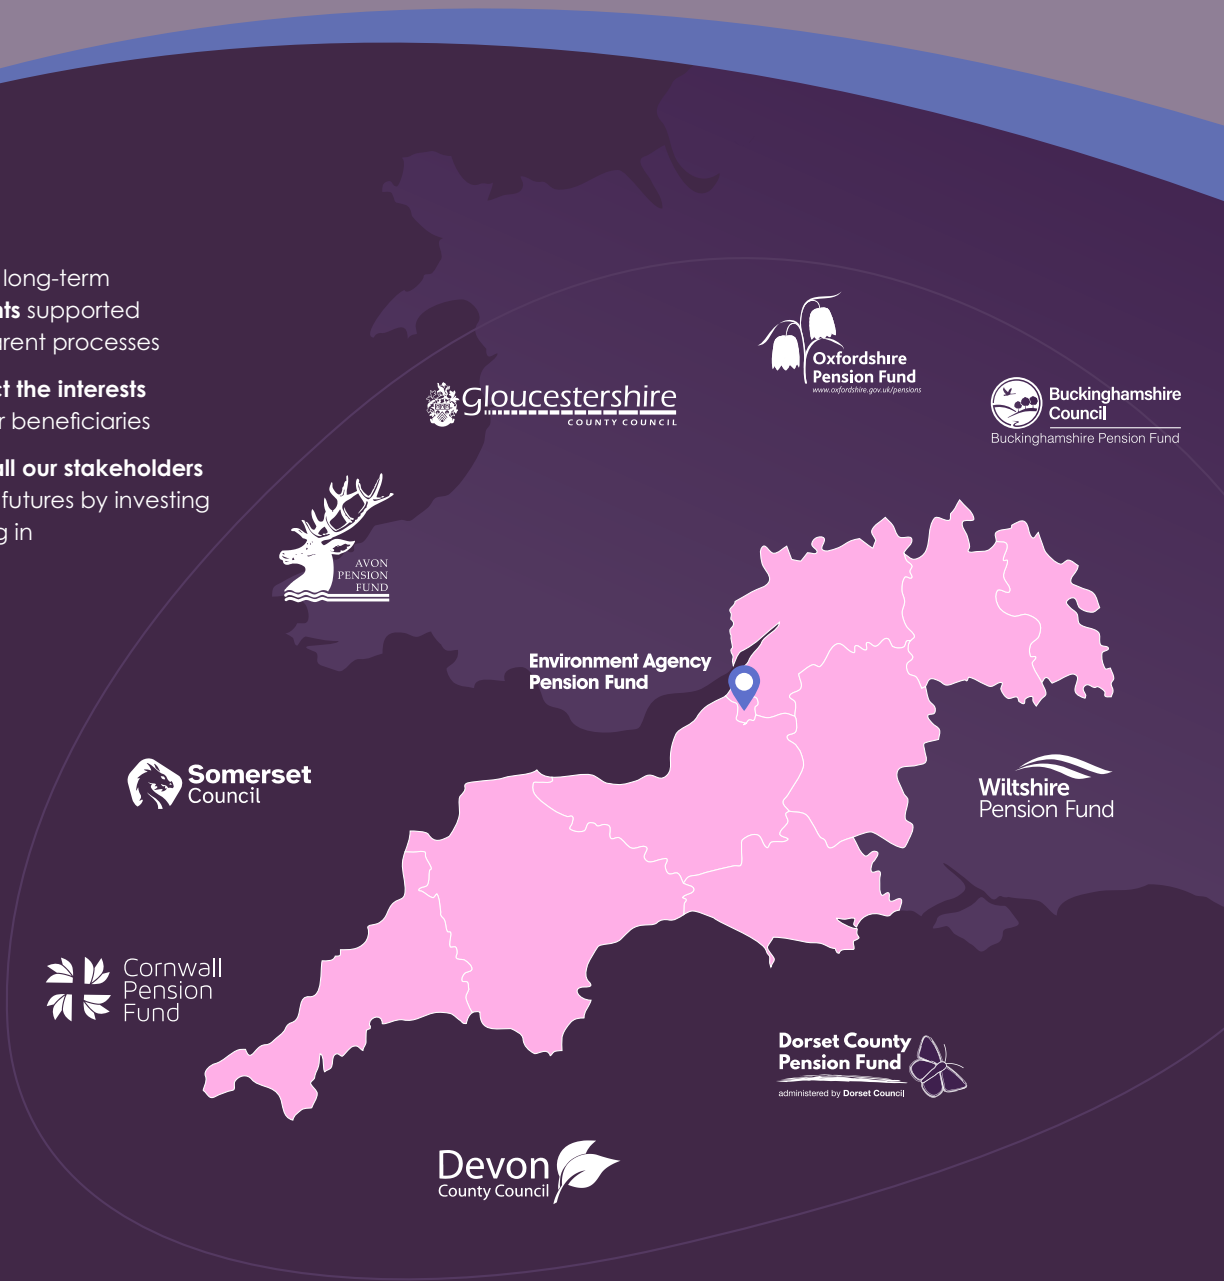 long-term
nts supported
arent processes
ct the interests
r beneficiaries
all our stakeholders
futures by investing
g in
Oxfordshire
Pension Fund
www.oxfordshire.gov.uk/pensions
Gloucestershire
COUNTY COUNCIL
Buckinghamshire
Council
Buckinghamshire Pension Fund
AVON
PENSION
FUND
Environment Agency
Pension Fund
Somerset
Council
Wiltshire
Pension Fund
Cornwall
Pension
Fund
Dorset County
Pension Fund
administered by Dorset Council
Devon
County Council